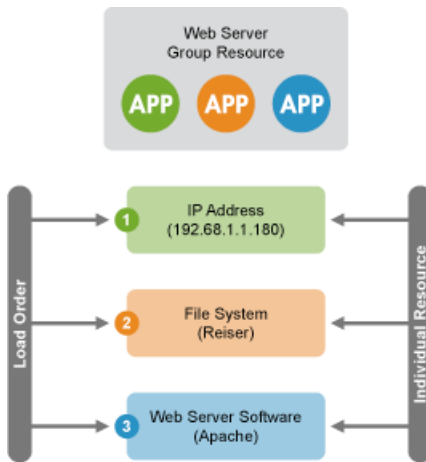 Web Server
Group Resource
APP APP APP
1 IP Address
(192.68.1.1.180)
2 File System
(Reiser)
3 Web Server Software
(Apache)
Load Order
Individual Resource